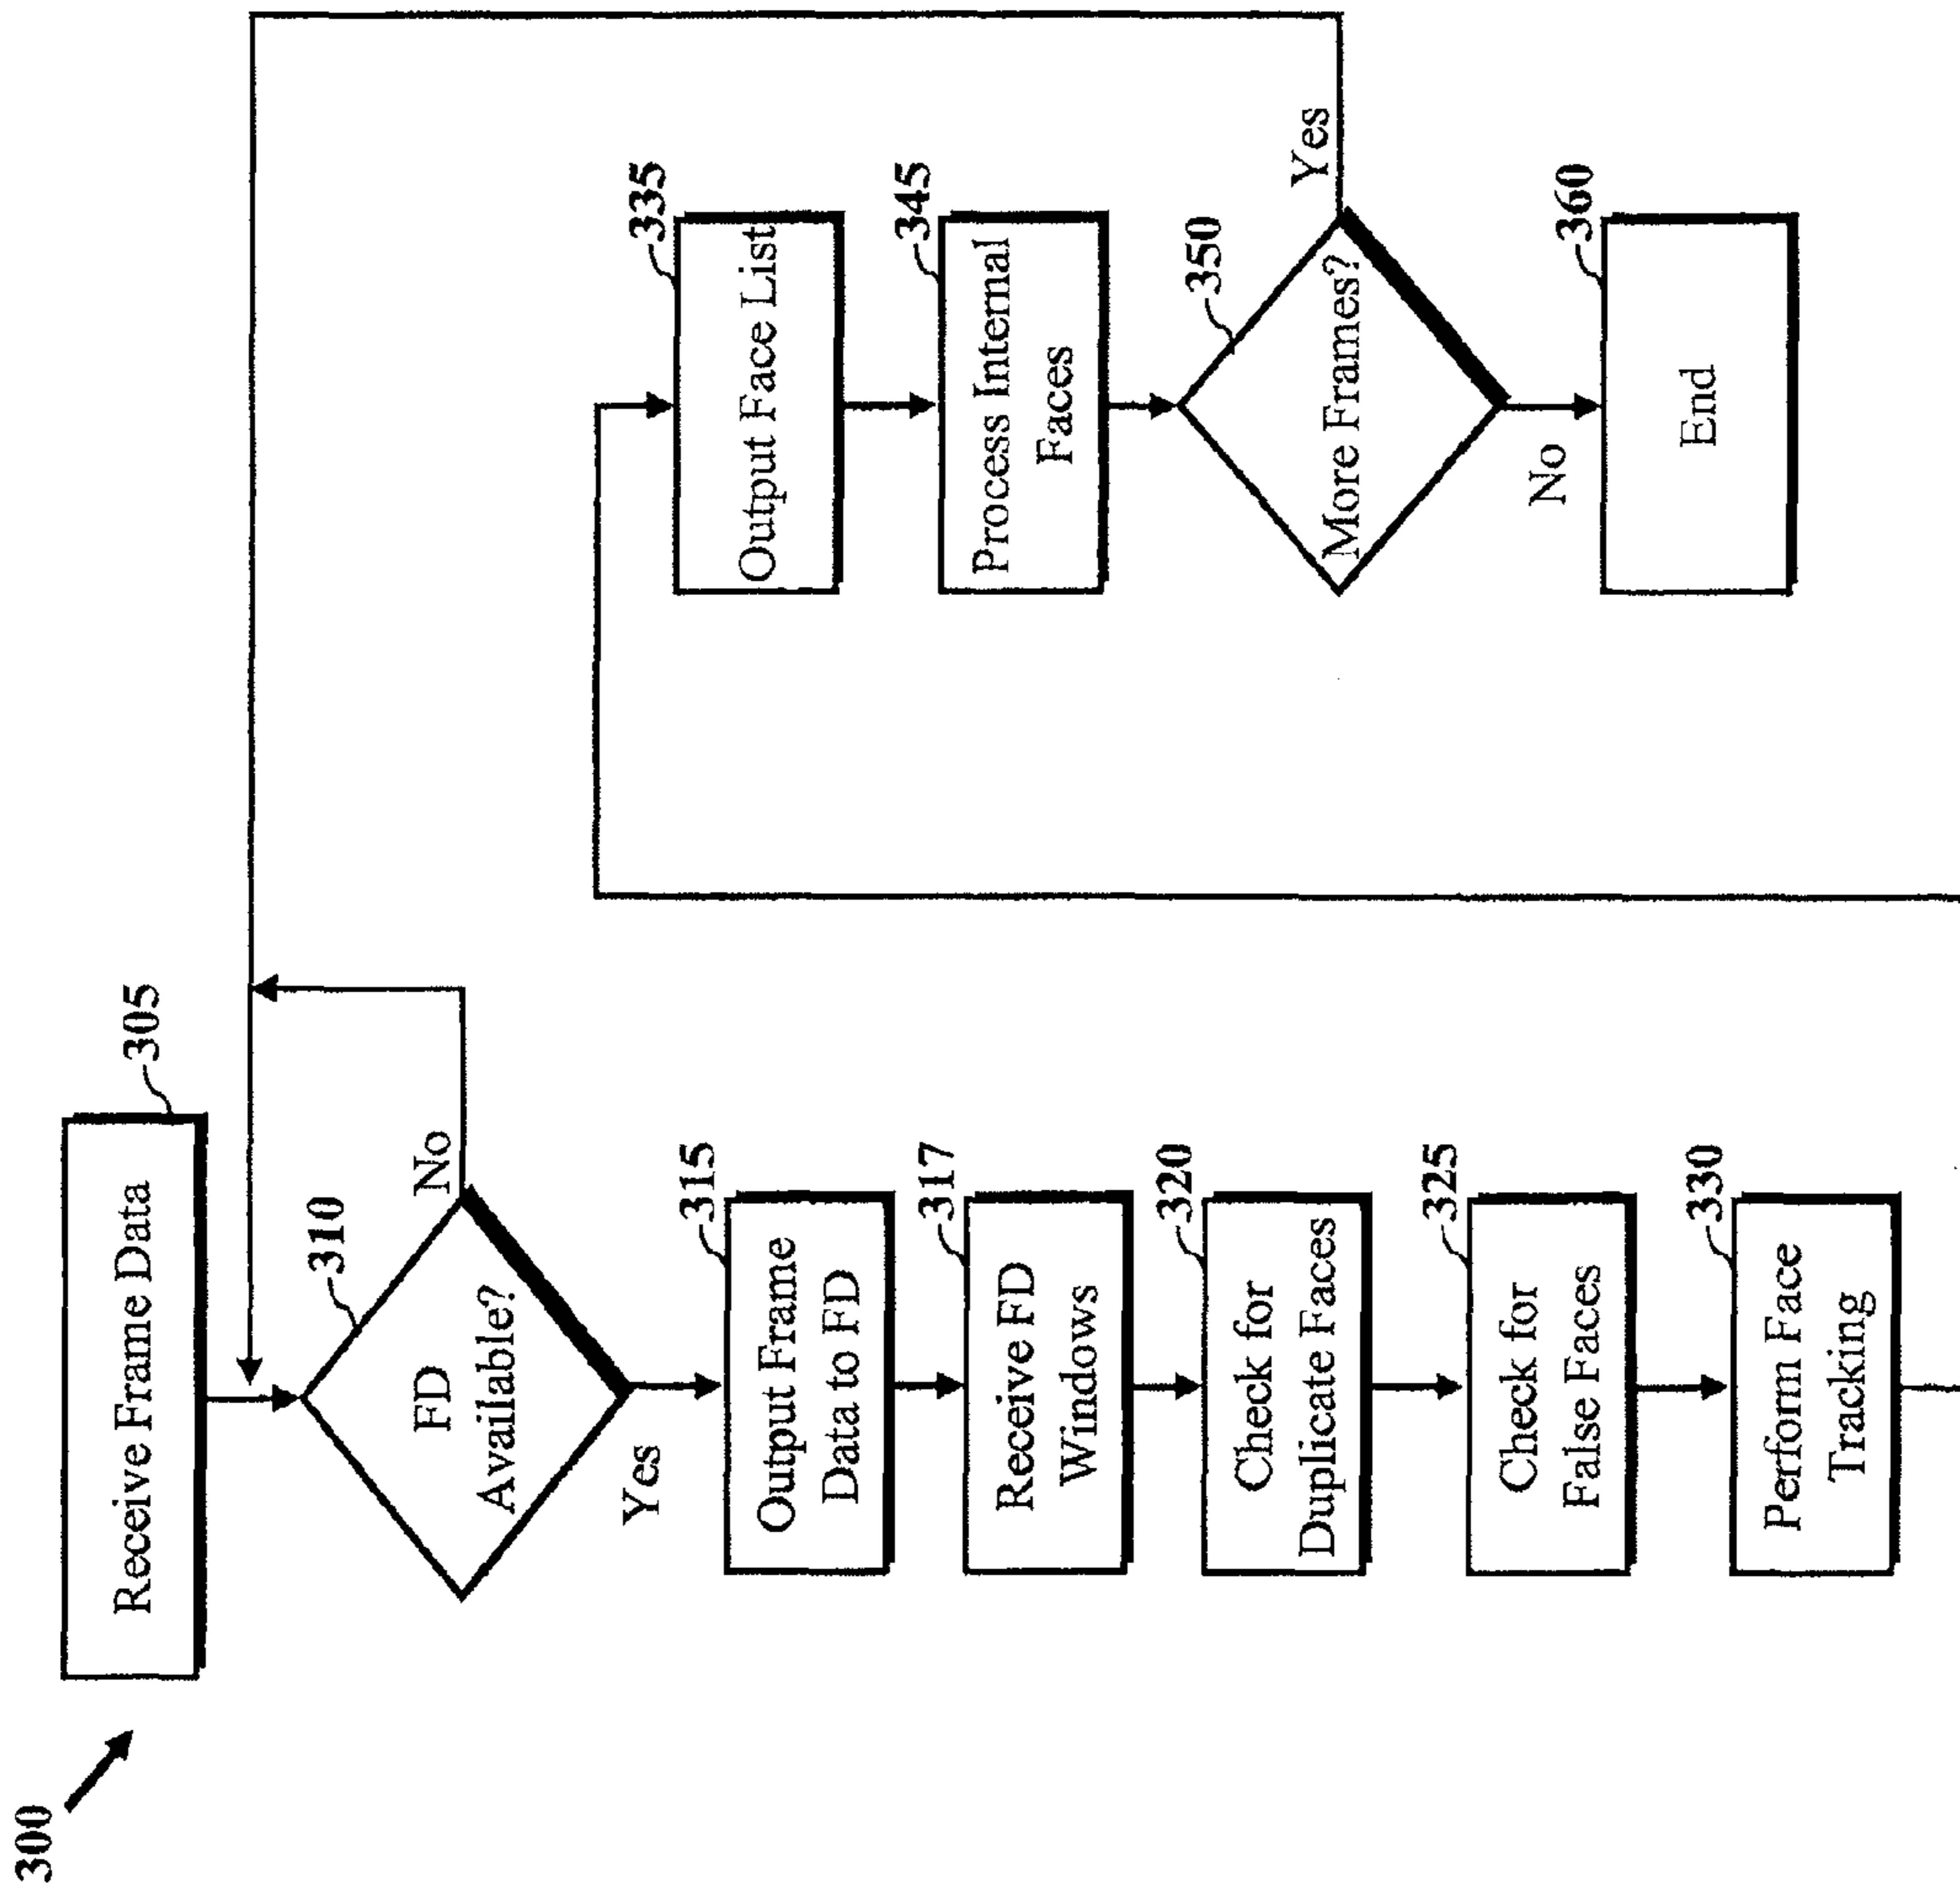 300
305
Receive Frame Data
310
FD
Available?
No
Yes
315
Output Frame
Data to FD
317
Receive FD
Windows
320
Check for
Duplicate Faces
325
Check for
False Faces
330
Perform Face
Tracking
335
Output Face List
345
Process Internal
Faces
350
More Frames?
Yes
No
360
End